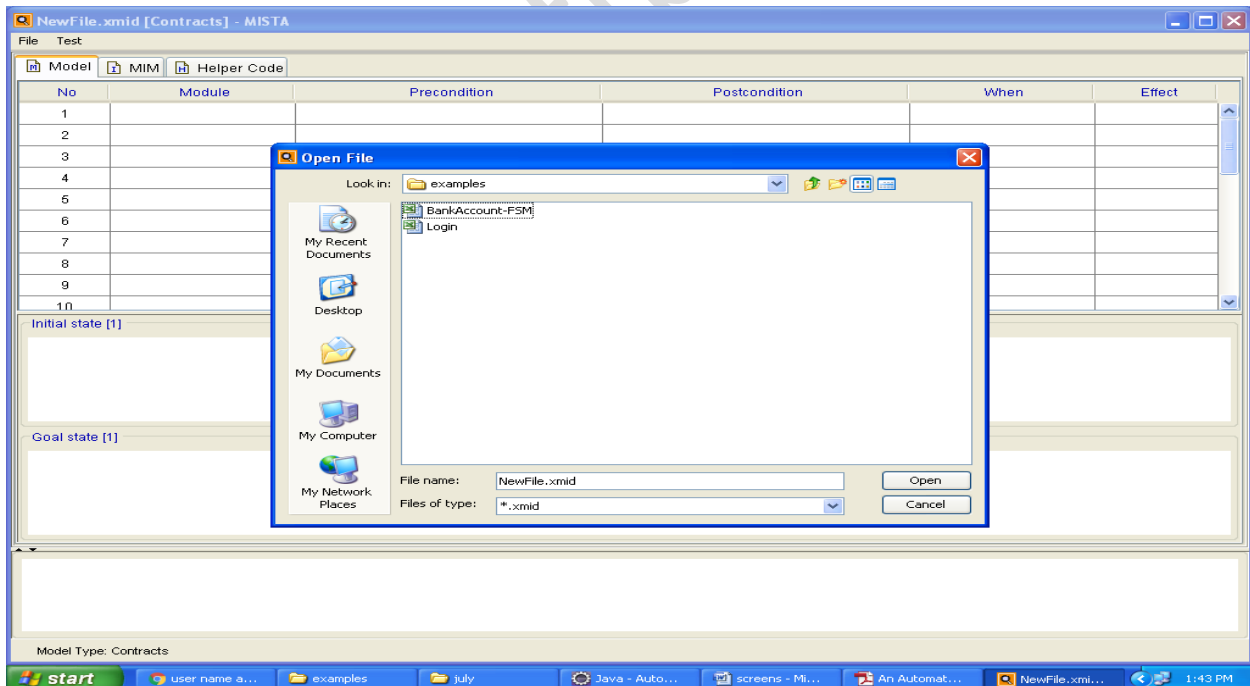 NewFile.xmid [Contracts] - MISTA
File Test
Model MIM Helper Code
No Module Precondition Postcondition When Effect
1
2
3
4
5
6
7
8
9
10
Open File
Look in: examples
BankAccount-FSM
Login
My Recent
Documents
Desktop
My Documents
My Computer
My Network
Places
File name: NewFile.xmid Open
Files of type: *.xmid Cancel
Initial state [1]
Goal state [1]
Model Type: Contracts
start user name a... examples july Java - Auto... screens - Mi... An Automat... NewFile.xmi... 1:43 PM